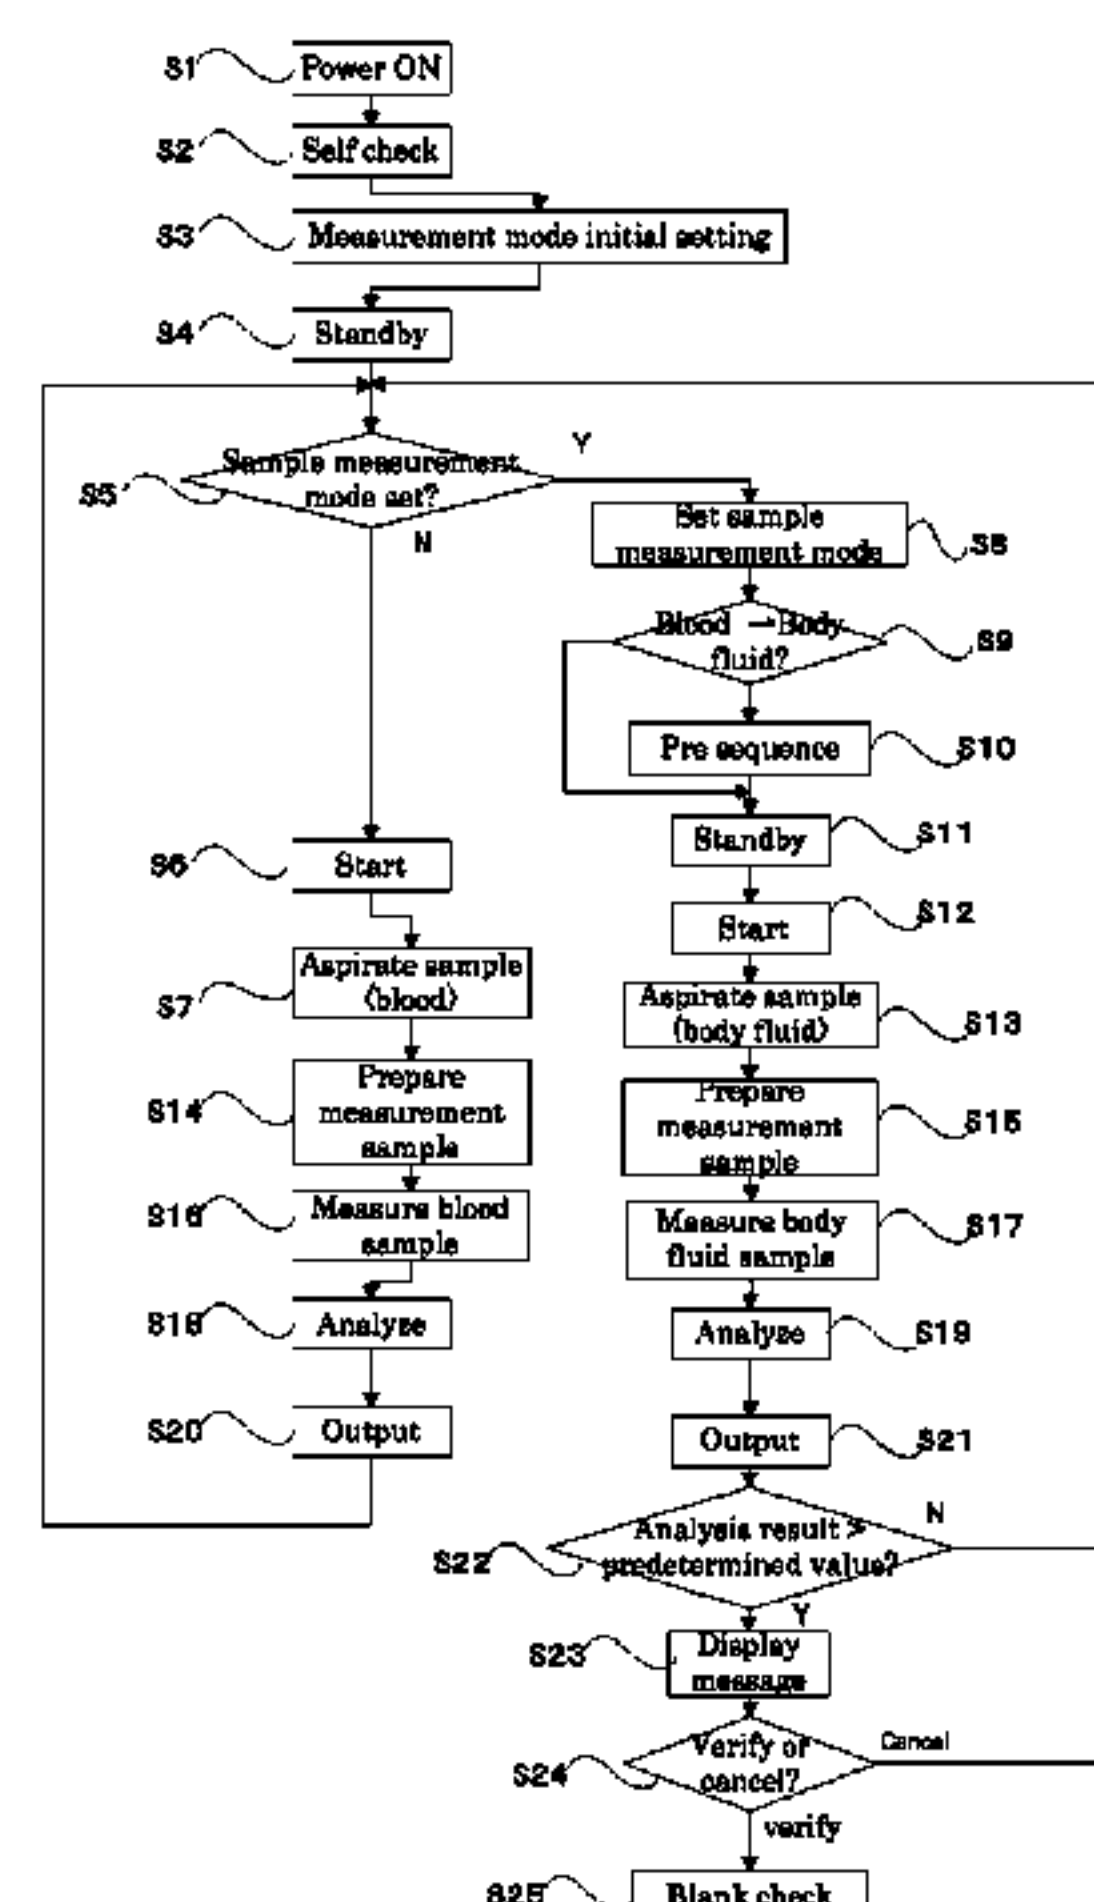 S1 Power ON
S2 Self check
S3 Measurement mode initial setting
S4 Standby
Y
S5 Sample measurement
mode set?
N
Set sample
measurement mode
S8
Blood →Body
fluid?
S9
Pre sequence
S10
Standby
S11
S6 Start
Start
S12
S7 Aspirate sample
(blood)
Aspirate sample
(body fluid)
S13
S14 Prepare
measurement
sample
Prepare
measurement
sample
S15
S16 Measure blood
sample
Measure body
fluid sample
S17
S18 Analyze
Analyze
S19
S20 Output
Output
S21
N
S22 Analysis result >
predetermined value?
Y
S23 Display
message
Cancel
S24 Verify or
cancel?
verify
S25 Blank check